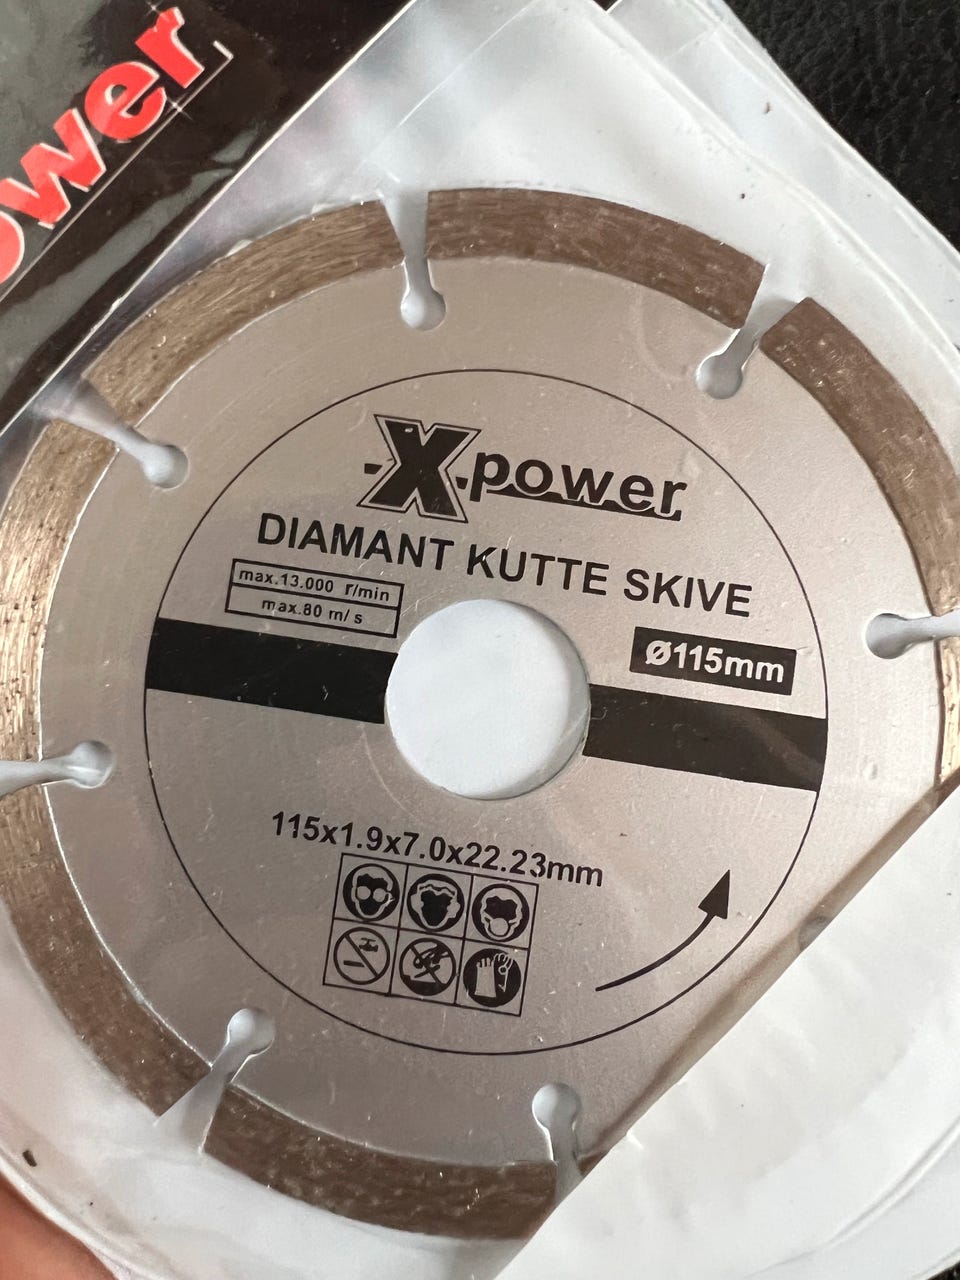 ower
X power
DIAMANT KUTTE SKIVE
max.13.000 r/min
max.80 m/s
Ø115mm
115x1.9x7.0x22.23mm